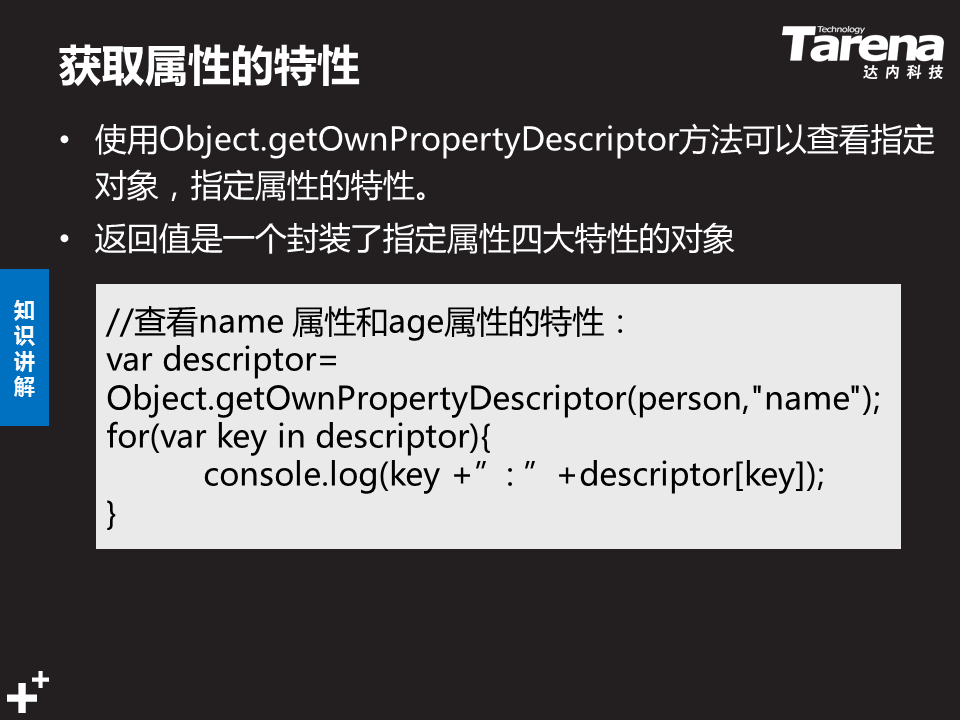 获取属性的特性
Technology
Tarena
达内科技
• 使用Object.getOwnPropertyDescriptor方法可以查看指定
对象，指定属性的特性。
• 返回值是一个封装了指定属性四大特性的对象
知
识
讲
解
//查看name 属性和age属性的特性：
var descriptor=
Object.getOwnPropertyDescriptor(person,"name");
for(var key in descriptor){
console.log(key +”：” +descriptor[key]);
}